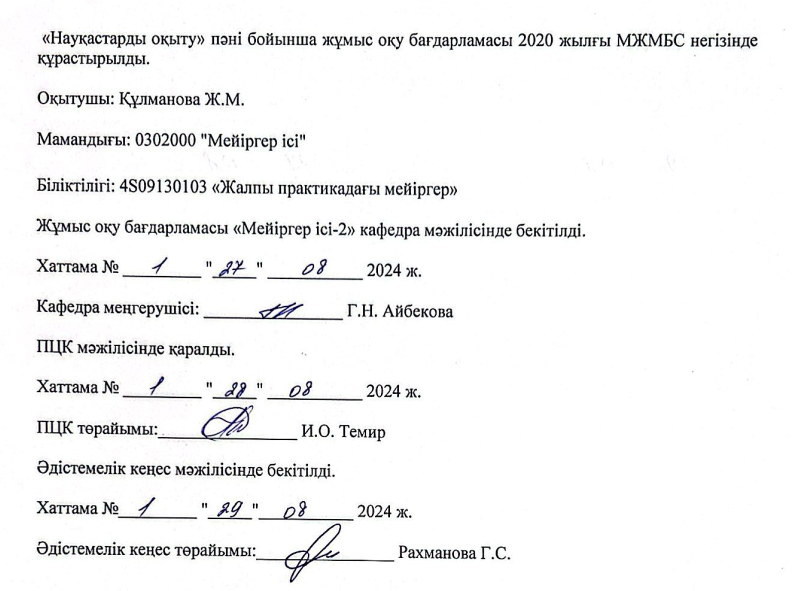 «Науқастарды оқыту» пәні бойынша жұмыс оқу бағдарламасы 2020 жылғы МЖМБС негізінде
құрастырылды.
Оқытушы: Құлманова Ж.М.
Мамандығы: 0302000 "Мейіргер ісі"
Біліктілігі: 4S09130103 «Жалпы практикадағы мейіргер»
Жұмыс оқу бағдарламасы «Мейіргер ісі-2» кафедра мәжілісінде бекітілді.
Хаттама № 1 "27" 08 2024 ж.
Кафедра меңгерушісі: Г.Н. Айбекова
ПЦК мәжілісінде қаралды.
Хаттама № 1 "28" 08 2024 ж.
ПЦК төрайымы: И.О. Темир
Әдістемелік кеңес мәжілісінде бекітілді.
Хаттама № 1 "29" 08 2024 ж.
Әдістемелік кеңес төрайымы: Рахманова Г.С.